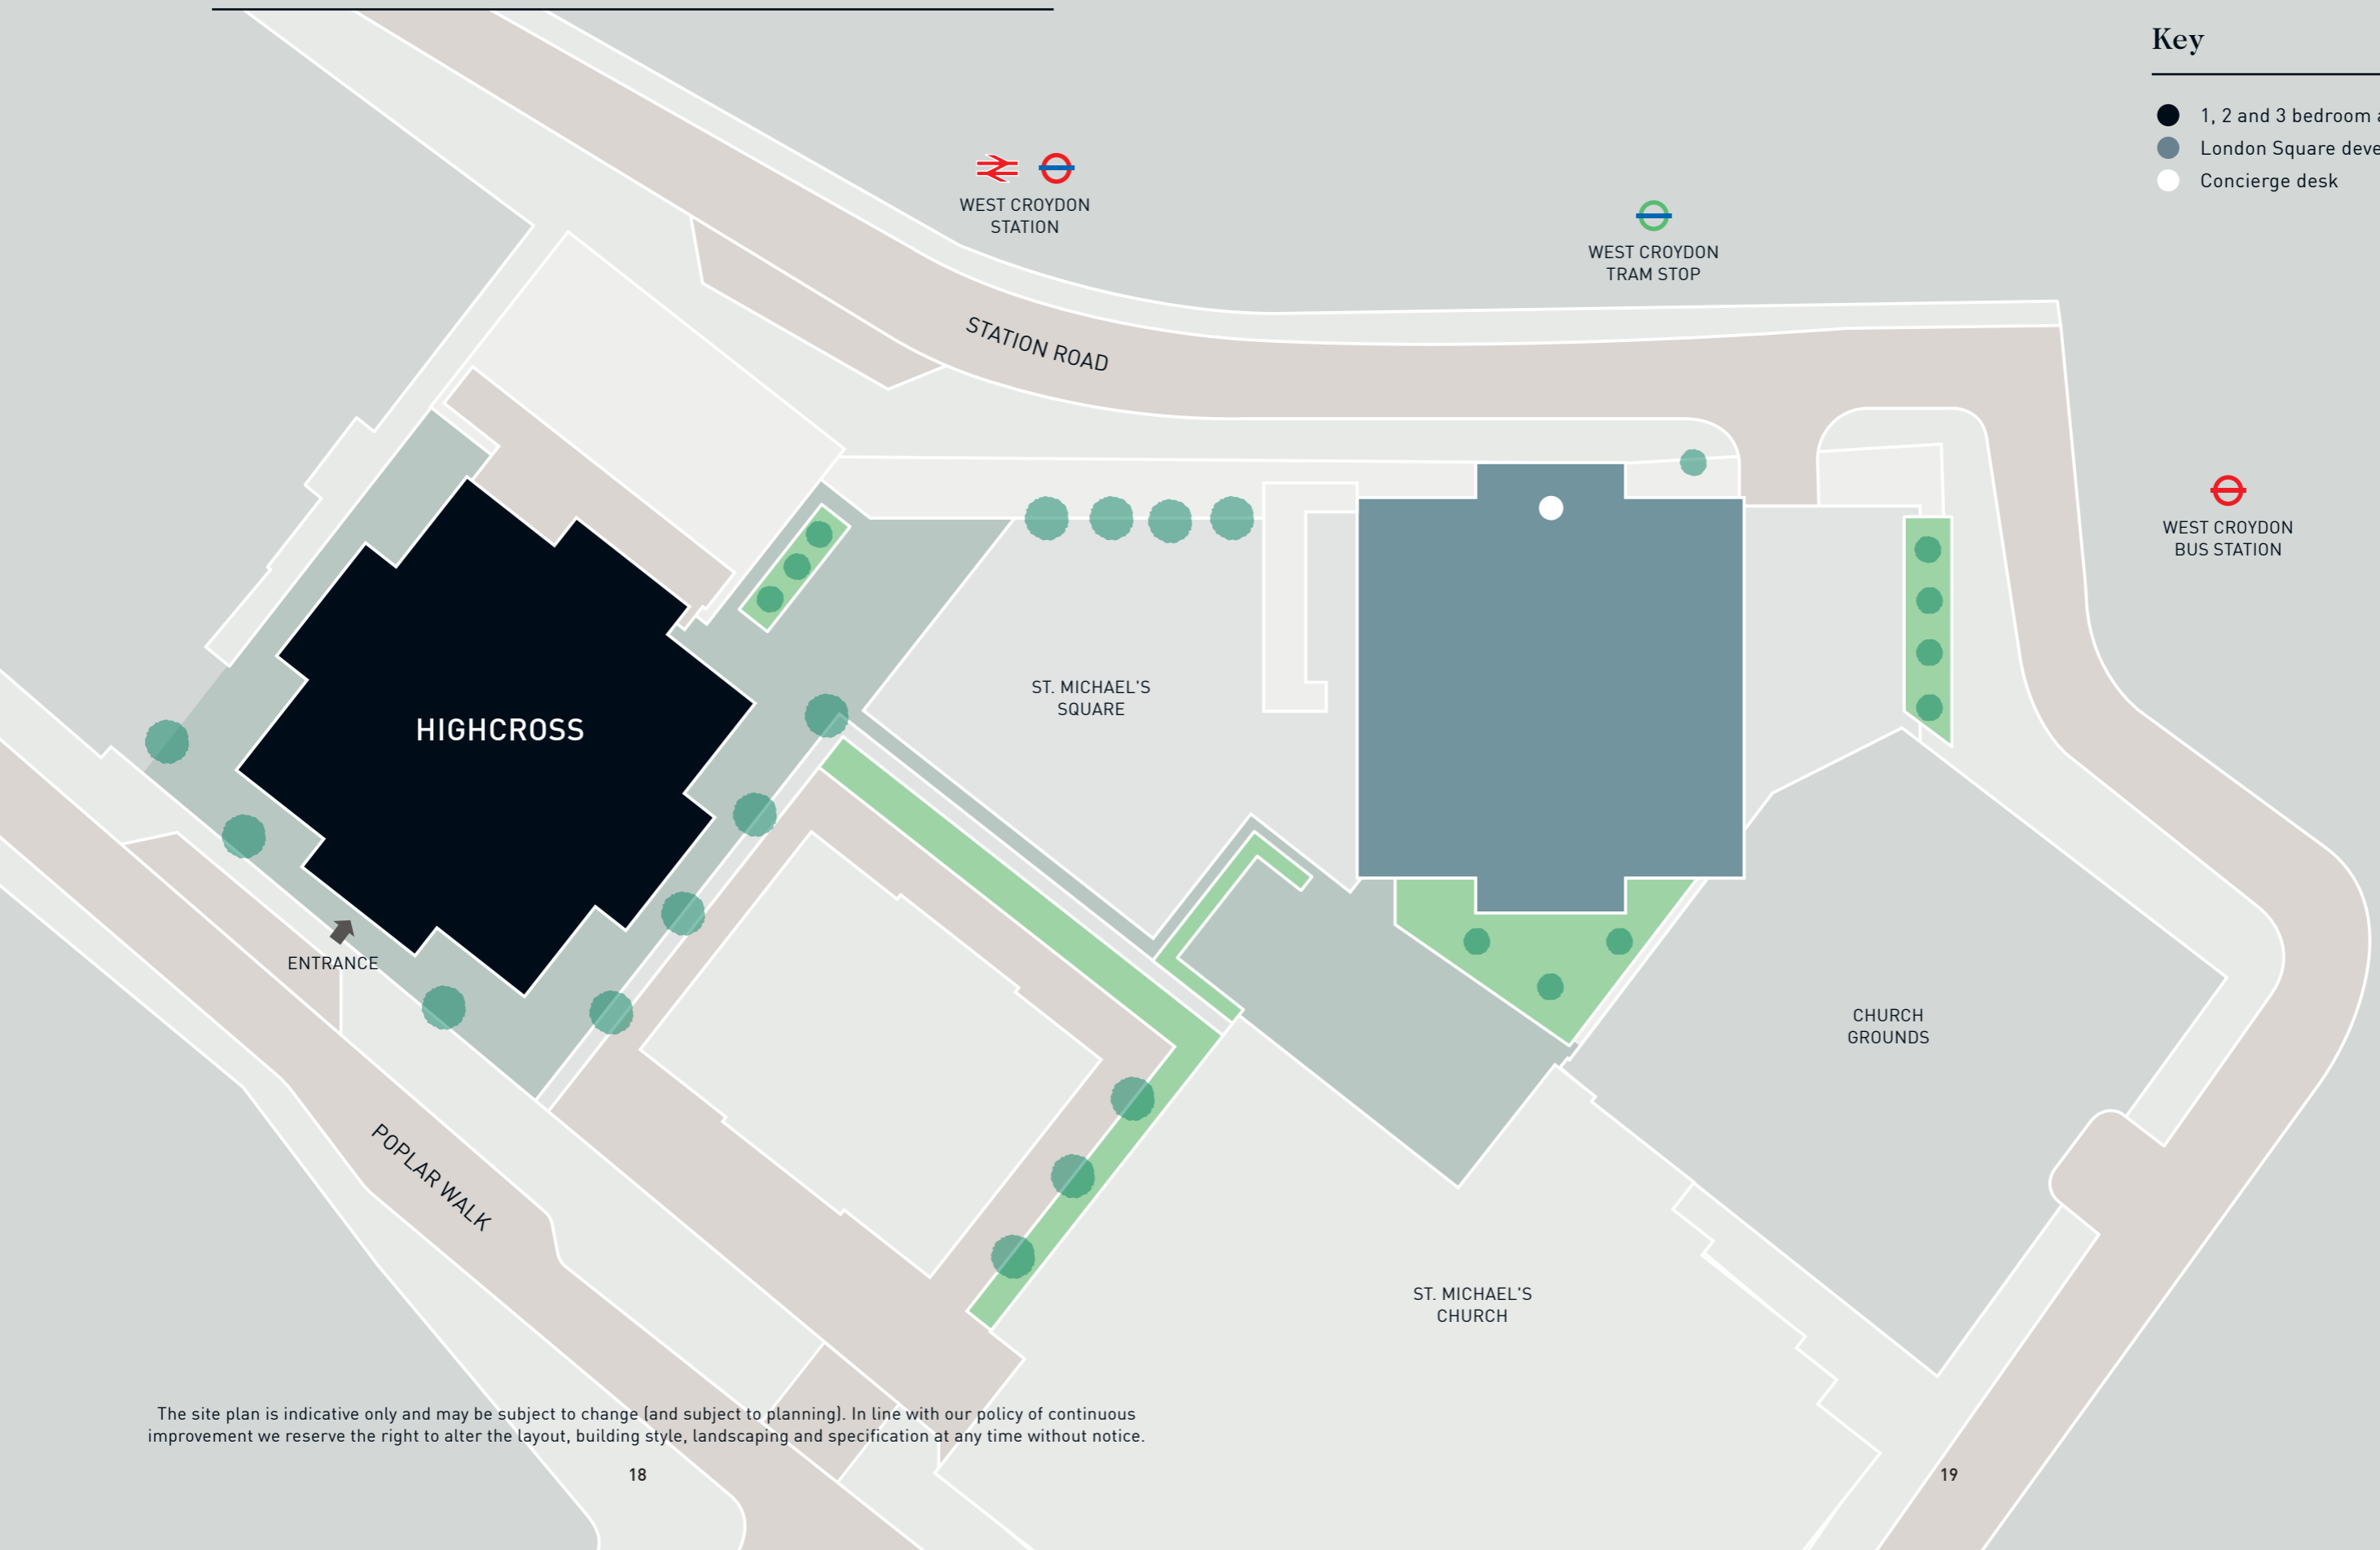 Key
1, 2 and 3 bedroom
London Square
Concierge desk
WEST CROYDON
STATION
WEST CROYDON
TRAM STOP
STATION ROAD
WEST CROYDON
BUS STATION
ST. MICHAEL'S
SQUARE
HIGHCROSS
ENTRANCE
CHURCH
GROUNDS
POPLAR WALK
ST. MICHAEL'S
CHURCH
The site plan is indicative only and may be subject to change (and subject to planning). In line with our policy of continuous
improvement we reserve the right to alter the layout, building style, landscaping and specification at any time without notice.
18
19